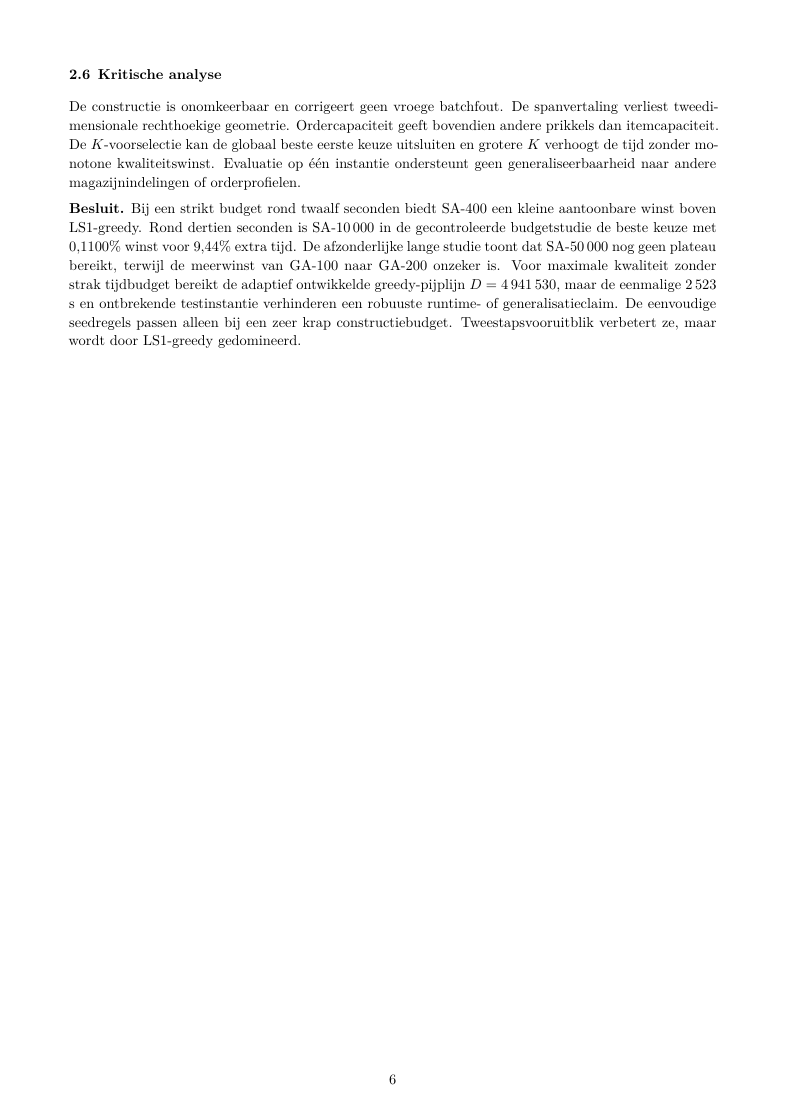 2.6 Kritische analyse
De constructie is onomkeerbaar en corrigeert geen vroege batchfout. De spanvertaling verliest tweedi-
mensionale rechthoekige geometrie. Ordercapaciteit geeft bovendien andere prikkels dan itemcapaciteit.
De K-voorselectie kan de globaal beste eerste keuze uitsluiten en grotere K verhoogt de tijd zonder mo-
notone kwaliteitswinst. Evaluatie op één instantie ondersteunt geen generaliseerbaarheid naar andere
magazijnindelingen of orderprofielen.
Besluit. Bij een strikt budget rond twaalf seconden biedt SA-400 een kleine aantoonbare winst boven
LS1-greedy. Rond dertien seconden is SA-10 000 in de gecontroleerde budgetstudie de beste keuze met
0,1100% winst voor 9,44% extra tijd. De afzonderlijke lange studie toont dat SA-50 000 nog geen plateau
bereikt, terwijl de meerwinst van GA-100 naar GA-200 onzeker is. Voor maximale kwaliteit zonder
strak tijdbudget bereikt de adaptief ontwikkelde greedy-pijplijn D = 4 941 530, maar de eenmalige 2 523
s en ontbrekende testinstantie verhinderen een robuuste runtime- of generalisatieclaim. De eenvoudige
seedregels passen alleen bij een zeer krap constructiebudget. Tweestapsvooruitblik verbetert ze, maar
wordt door LS1-greedy gedomineerd.
6